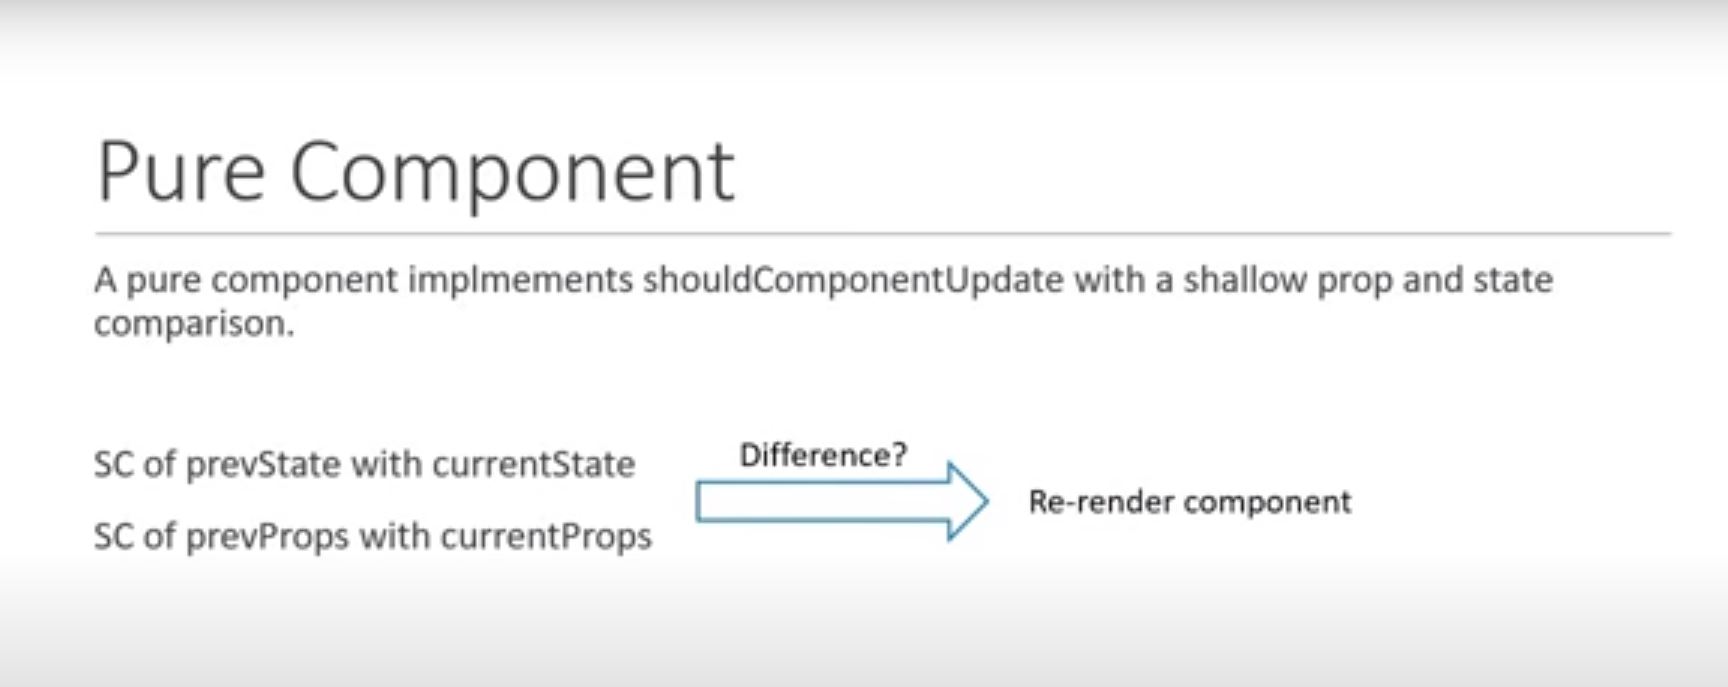 Pure Component
A pure component implmements shouldComponentUpdate with a shallow prop and state
comparison.
SC of prevState with currentState
Difference?
SC of prevProps with currentProps
Re-render component